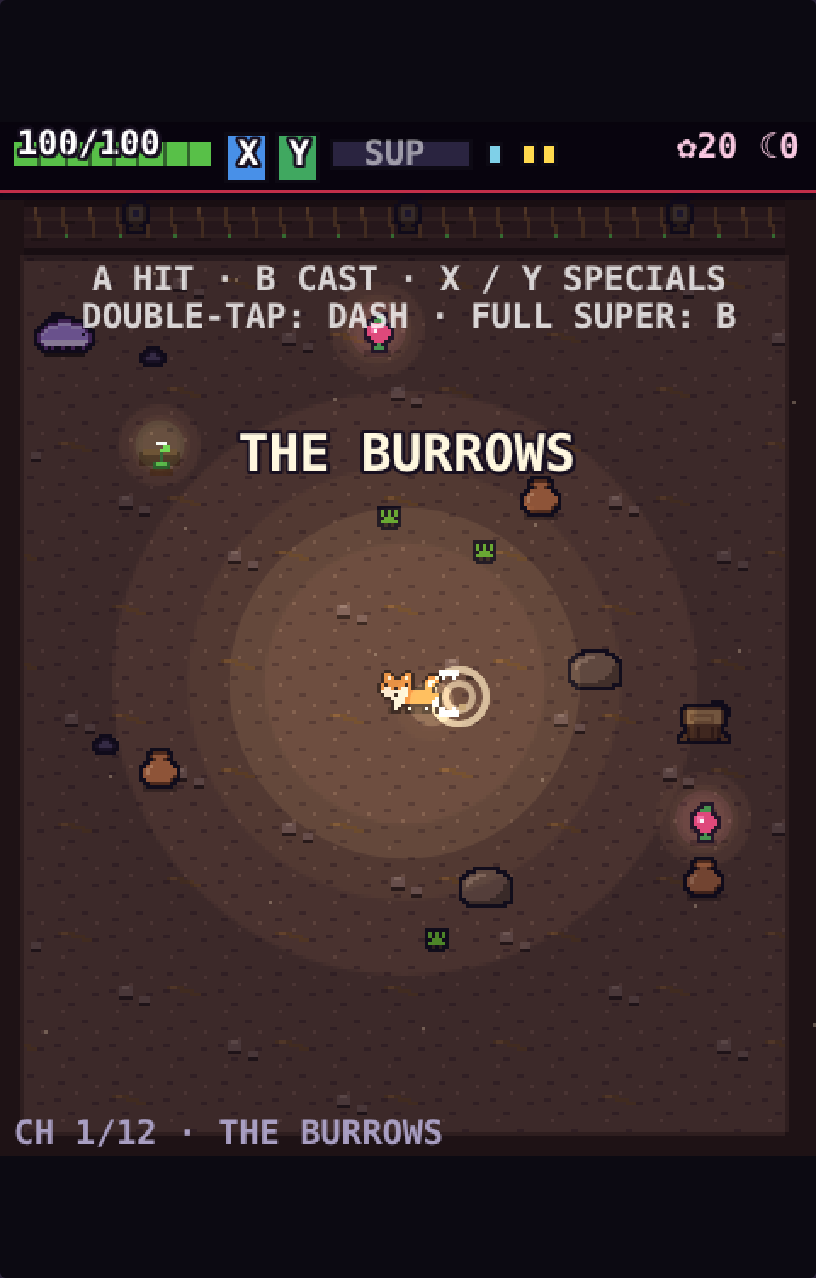 100/100 X Y SUP ✿20 ☾0
A HIT · B CAST · X / Y SPECIALS
DOUBLE-TAP: DASH · FULL SUPER: B
THE BURROWS
CH 1/12 · THE BURROWS